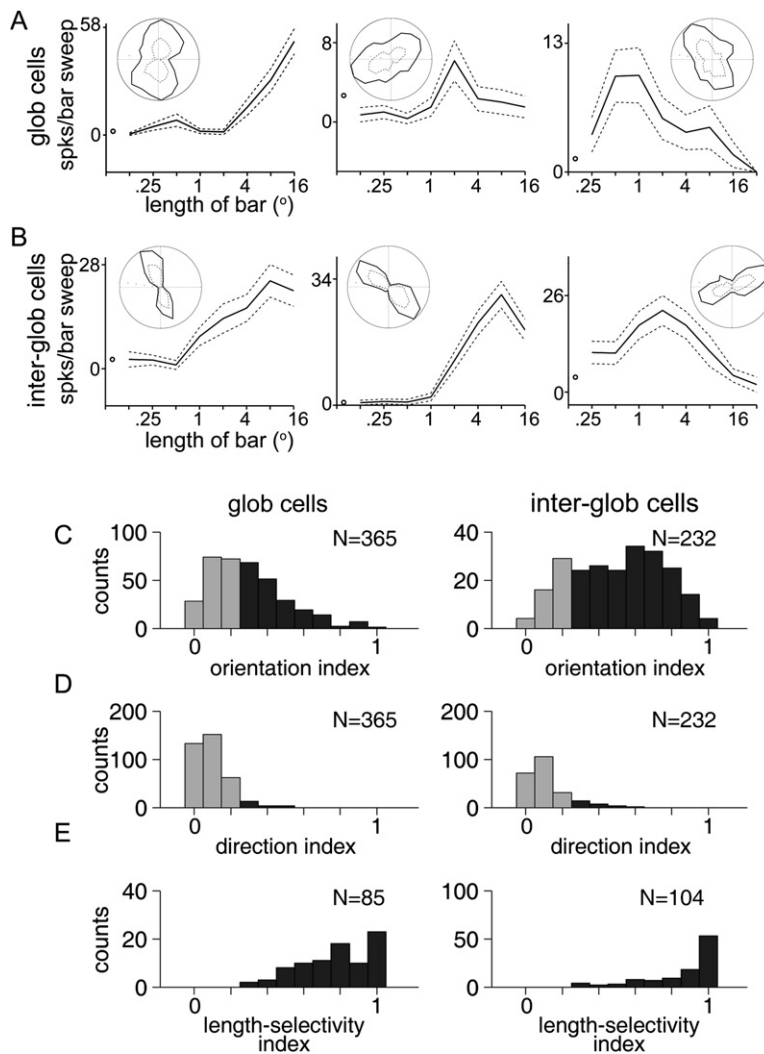 A
glob cells
spks/bar sweep
58
0
.25 1 4 16
length of bar (°)
8
0
.25 1 4 16
13
0
.25 1 4 16
B
inter-glob cells
spks/bar sweep
28
0
.25 1 4 16
length of bar (°)
34
0
.25 1 4 16
26
0
.25 1 4 16
glob cells
inter-glob cells
C
counts
100
50
0
N=365
0 1
orientation index
40
20
0
N=232
0 1
orientation index
D
counts
200
100
0
N=365
0 1
direction index
200
100
0
N=232
0 1
direction index
E
counts
40
20
0
N=85
0 1
length-selectivity
index
100
50
0
N=104
0 1
length-selectivity
index